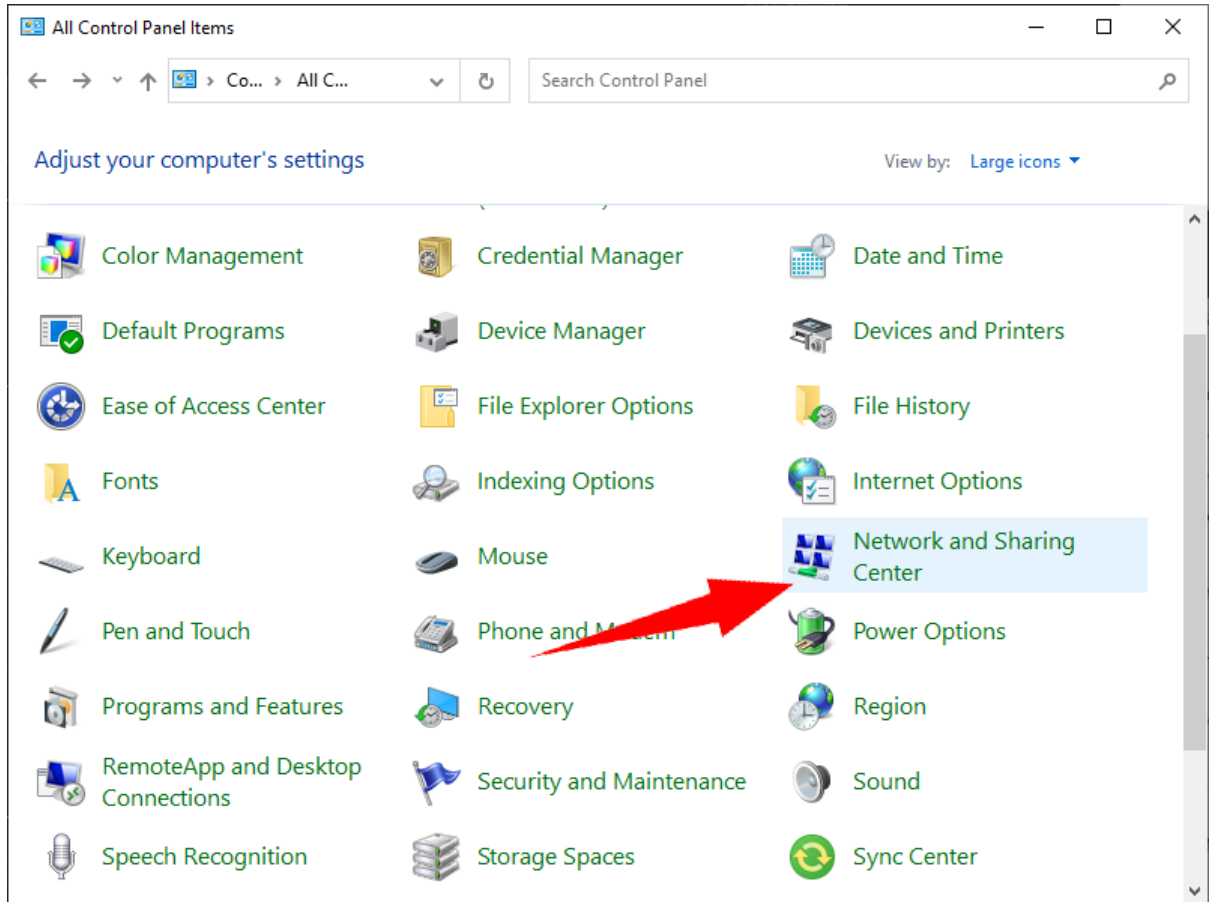 All Control Panel Items
Co... All C...
Search Control Panel
Adjust your computer's settings
View by: Large icons
Color Management
Credential Manager
Date and Time
Default Programs
Device Manager
Devices and Printers
Ease of Access Center
File Explorer Options
File History
Fonts
Indexing Options
Internet Options
Keyboard
Mouse
Network and Sharing
Center
Pen and Touch
Phone and Modem
Power Options
Programs and Features
Recovery
Region
RemoteApp and Desktop
Connections
Security and Maintenance
Sound
Speech Recognition
Storage Spaces
Sync Center